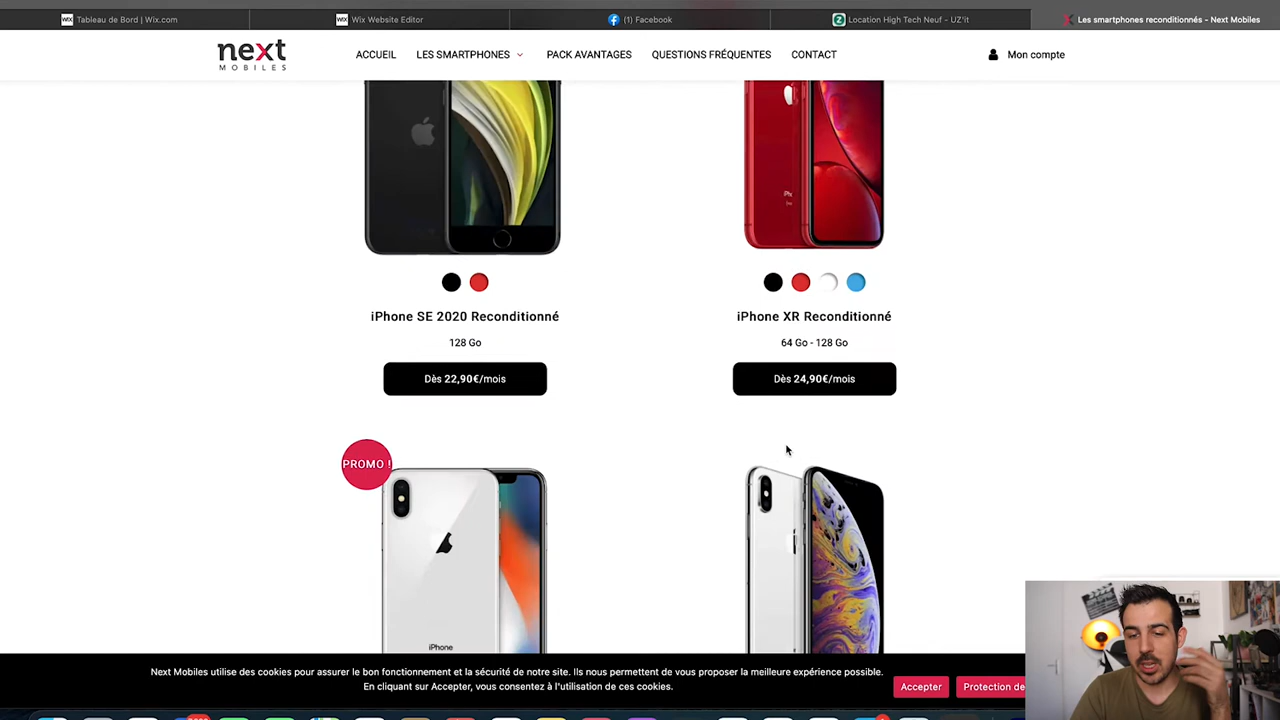 Tableau de Bord | Wix.com
Wix Website Editor
(1) Facebook
Location High Tech Neuf - UZ'it
Les smartphones reconditionnés - Next Mobiles
next
MOBILES
ACCUEIL
LES SMARTPHONES
PACK AVANTAGES
QUESTIONS FRÉQUENTES
CONTACT
Mon compte
iPhone SE 2020 Reconditionné
128 Go
Dès 22,90€/mois
iPhone XR Reconditionné
64 Go - 128 Go
Dès 24,90€/mois
PROMO !
iPhone
Next Mobiles utilise des cookies pour assurer le bon fonctionnement et la sécurité de notre site. Ils nous permettent de vous proposer la meilleure expérience possible.
En cliquant sur Accepter, vous consentez à l'utilisation de ces cookies.
Accepter
Protection de